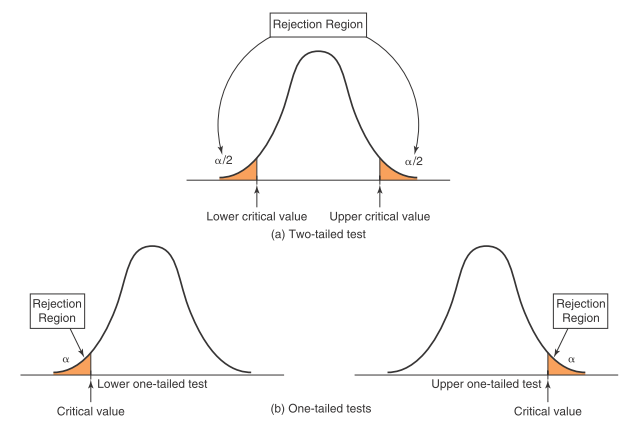 Rejection Region
α/2
α/2
Lower critical value
Upper critical value
(a) Two-tailed test
Rejection
Region
α
Lower one-tailed test
Critical value
Rejection
Region
α
Upper one-tailed test
Critical value
(b) One-tailed tests